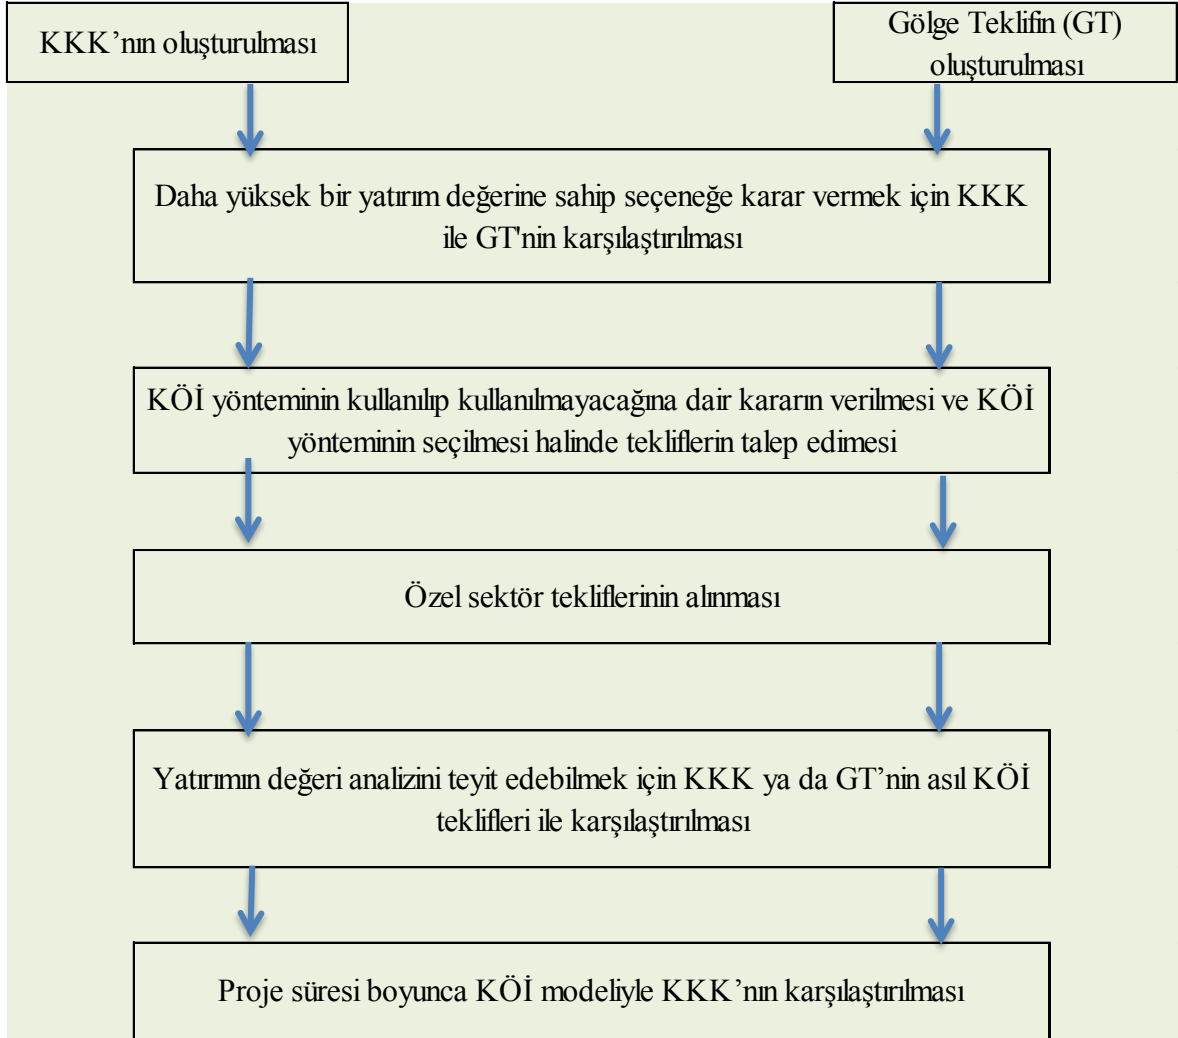 KKK’nın oluşturulması
Gölge Teklifin (GT)
oluşturulması
Daha yüksek bir yatırım değerine sahip seçeneğe karar vermek için KKK
ile GT'nin karşılaştırılması
KÖİ yönteminin kullanılıp kullanılmayacağına dair kararın verilmesi ve KÖİ
yönteminin seçilmesi halinde tekliflerin talep edimesi
Özel sektör tekliflerinin alınması
Yatırımın değeri analizini teyit edebilmek için KKK ya da GT’nin asıl KÖİ
teklifleri ile karşılaştırılması
Proje süresi boyunca KÖİ modeliyle KKK’nın karşılaştırılması